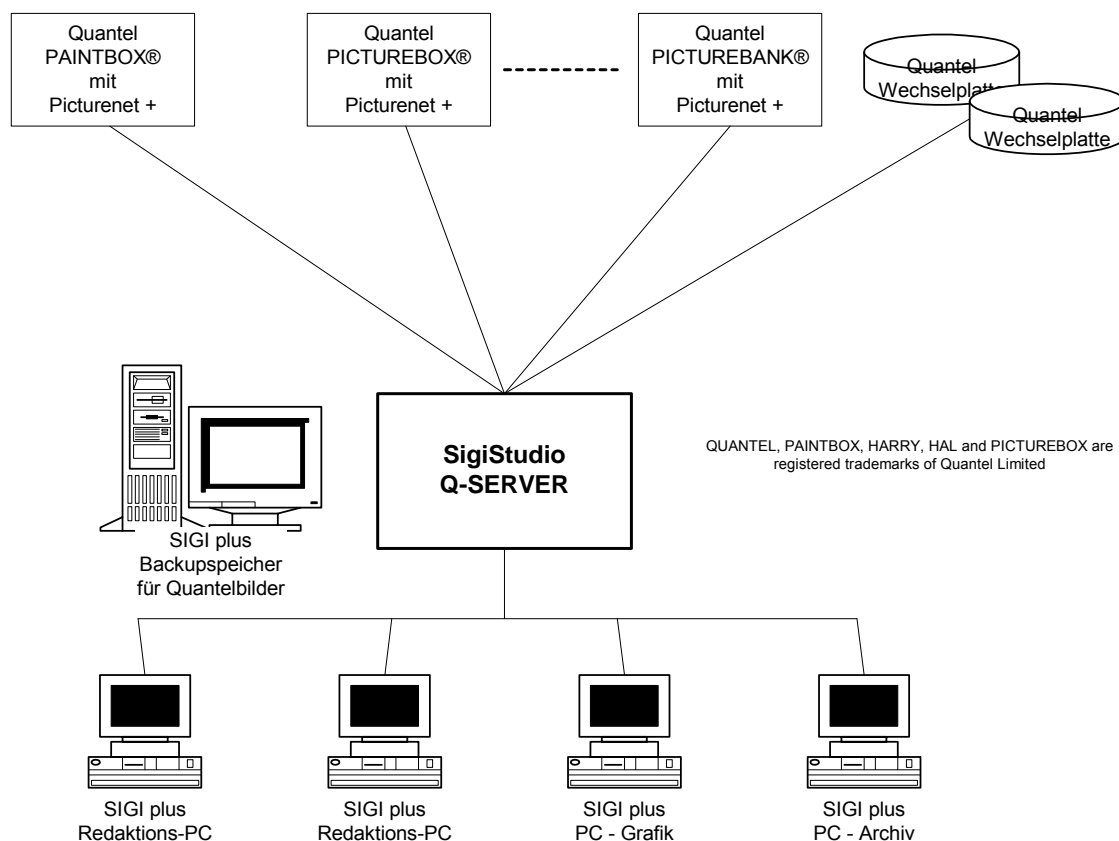 Quantel
PAINTBOX®
mit
Picturenet +
Quantel
PICTUREBOX®
mit
Picturenet +
Quantel
PICTUREBANK®
mit
Picturenet +
Quantel
Wechselplatte
Quantel
Wechselplatte
SigiStudio
Q-SERVER
QUANTEL, PAINTBOX, HARRY, HAL and PICTUREBOX are
registered trademarks of Quantel Limited
SIGI plus
Backupspeicher
für Quantelbilder
SIGI plus
Redaktions-PC
SIGI plus
Redaktions-PC
SIGI plus
PC - Grafik
SIGI plus
PC - Archiv